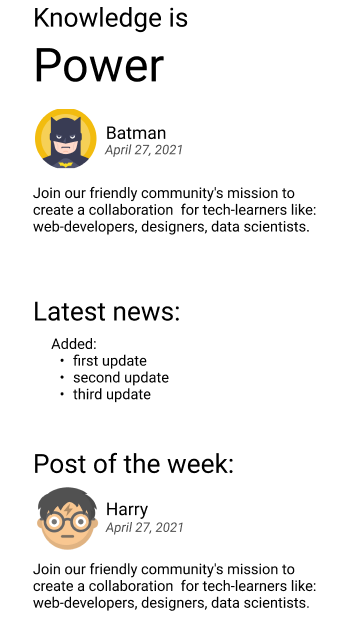 Knowledge is
Power
Batman
April 27, 2021
Join our friendly community's mission to
create a collaboration  for tech-learners like:
web-developers, designers, data scientists.
Latest news:
Added:
• first update
• second update
• third update
Post of the week:
Harry
April 27, 2021
Join our friendly community's mission to
create a collaboration  for tech-learners like:
web-developers, designers, data scientists.